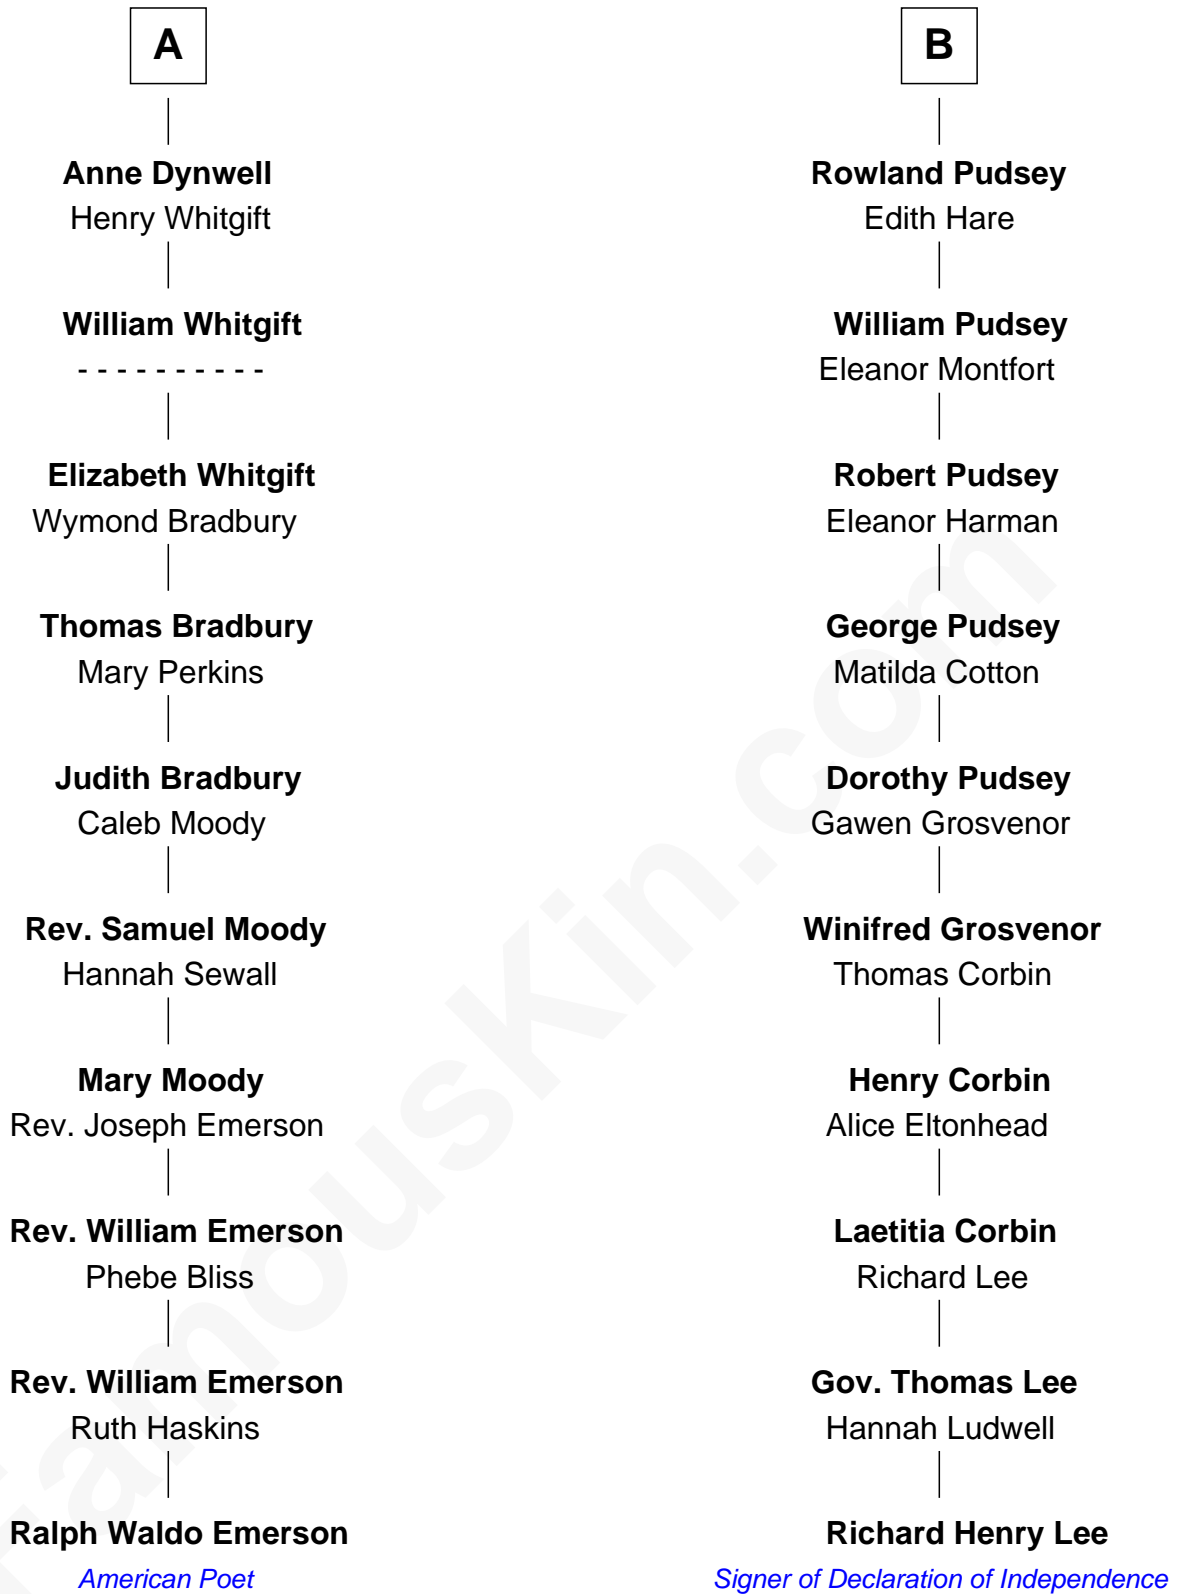 A
Anne Dynwell
Henry Whitgift
William Whitgift
- - - - - - - - - -
Elizabeth Whitgift
Wymond Bradbury
Thomas Bradbury
Mary Perkins
Judith Bradbury
Caleb Moody
Rev. Samuel Moody
Hannah Sewall
Mary Moody
Rev. Joseph Emerson
Rev. William Emerson
Phebe Bliss
Rev. William Emerson
Ruth Haskins
Ralph Waldo Emerson
American Poet
B
Rowland Pudsey
Edith Hare
William Pudsey
Eleanor Montfort
Robert Pudsey
Eleanor Harman
George Pudsey
Matilda Cotton
Dorothy Pudsey
Gawen Grosvenor
Winifred Grosvenor
Thomas Corbin
Henry Corbin
Alice Eltonhead
Laetitia Corbin
Richard Lee
Gov. Thomas Lee
Hannah Ludwell
Richard Henry Lee
Signer of Declaration of Independence
FamousKin.com